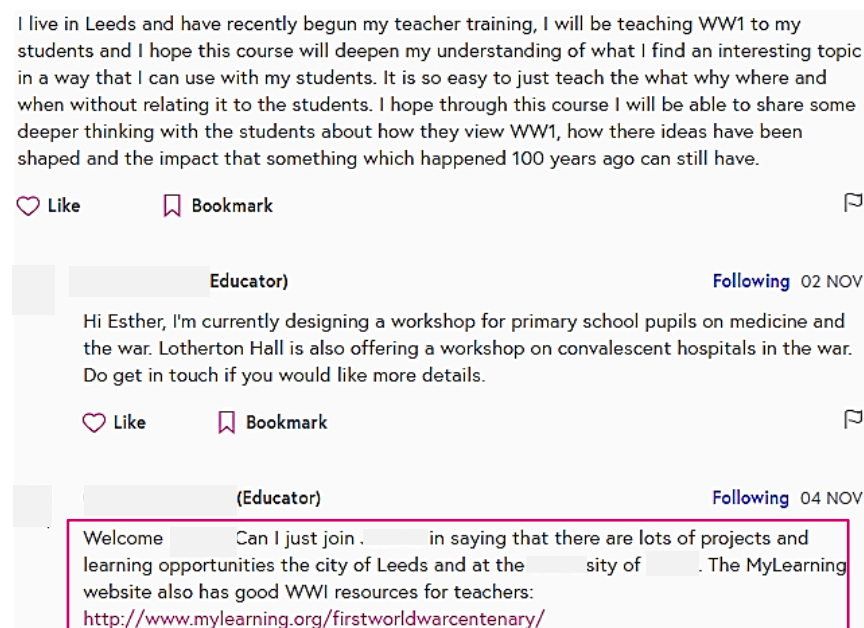 I live in Leeds and have recently begun my teacher training, I will be teaching WW1 to my
students and I hope this course will deepen my understanding of what I find an interesting topic
in a way that I can use with my students. It is so easy to just teach the what why where and
when without relating it to the students. I hope through this course I will be able to share some
deeper thinking with the students about how they view WW1, how there ideas have been
shaped and the impact that something which happened 100 years ago can still have.
Like Bookmark
Educator) Following 02 NOV
Hi Esther, I'm currently designing a workshop for primary school pupils on medicine and
the war. Lotherton Hall is also offering a workshop on convalescent hospitals in the war.
Do get in touch if you would like more details.
Like Bookmark
(Educator) Following 04 NOV
Welcome Can I just join in saying that there are lots of projects and
learning opportunities the city of Leeds and at the sity of . The MyLearning
website also has good WWI resources for teachers:
http://www.mylearning.org/firstworldwarcentenary/